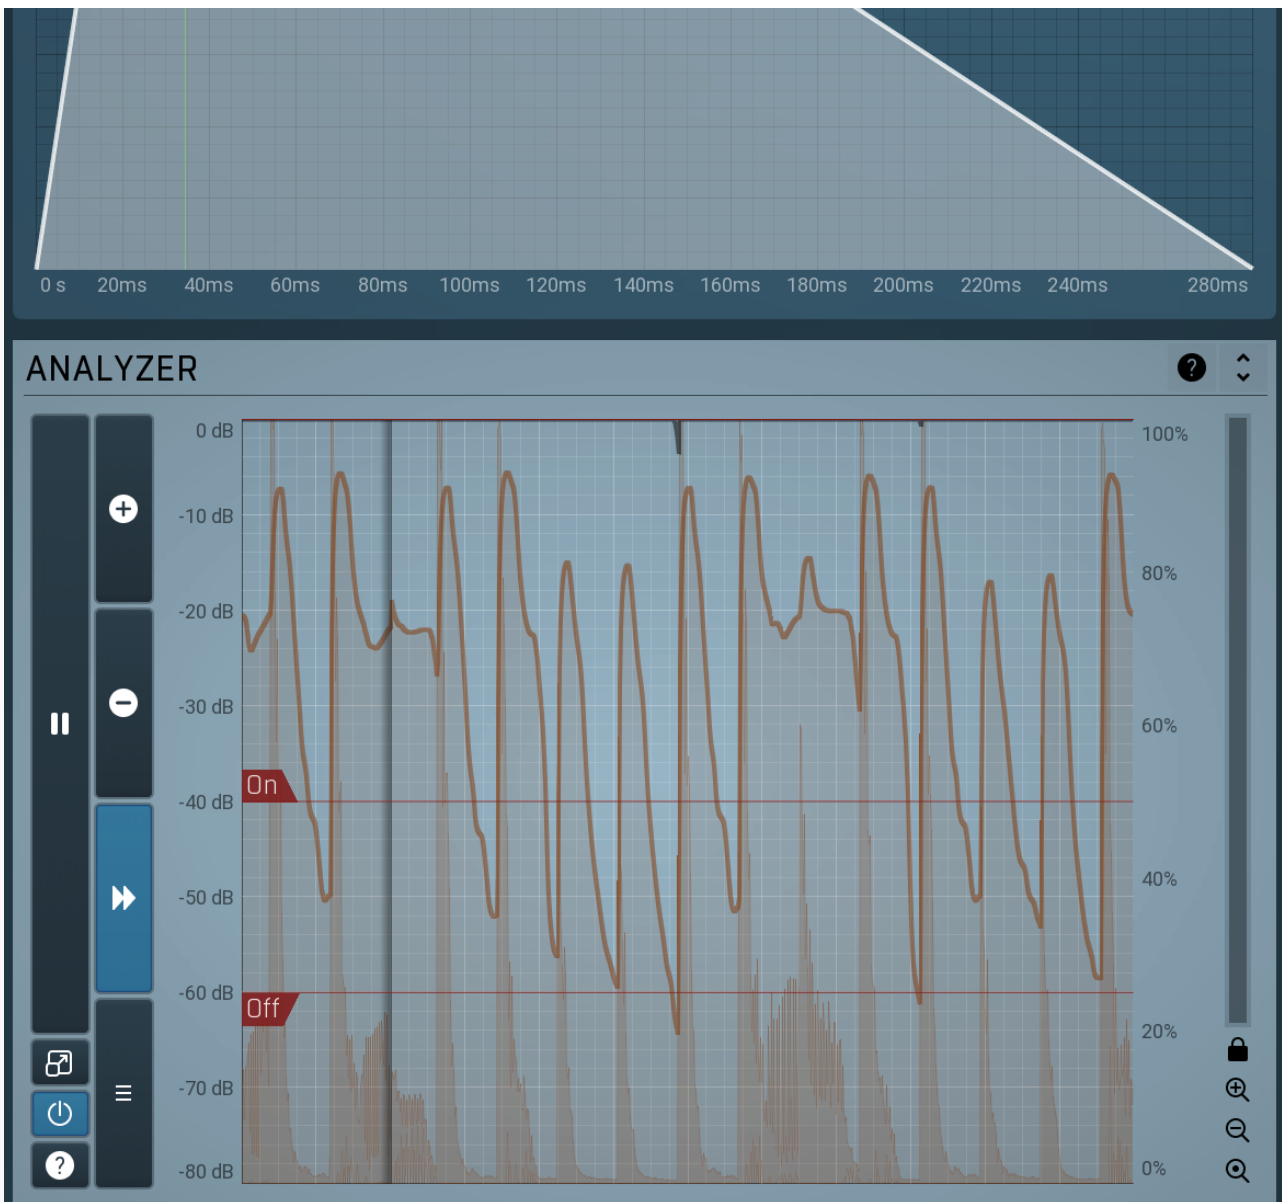 0 s 20ms 40ms 60ms 80ms 100ms 120ms 140ms 160ms 180ms 200ms 220ms 240ms 280ms
ANALYZER
0 dB 100%
-10 dB
80%
-20 dB
-30 dB
60%
On
-40 dB
40%
-50 dB
-60 dB
Off
20%
-70 dB
-80 dB 0%